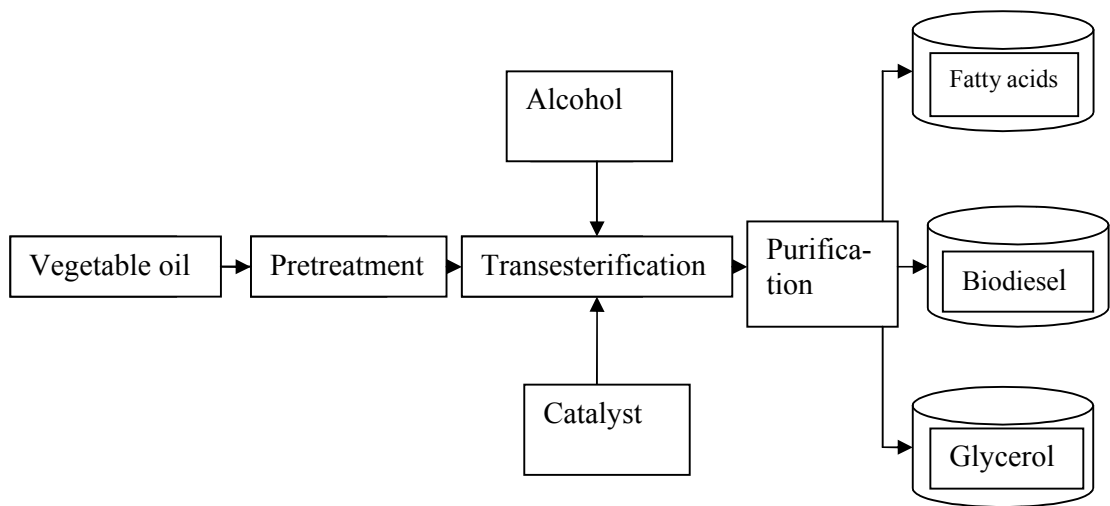 Alcohol
Vegetable oil
Pretreatment
Transesterification
Purifica-
tion
Catalyst
Fatty acids
Biodiesel
Glycerol